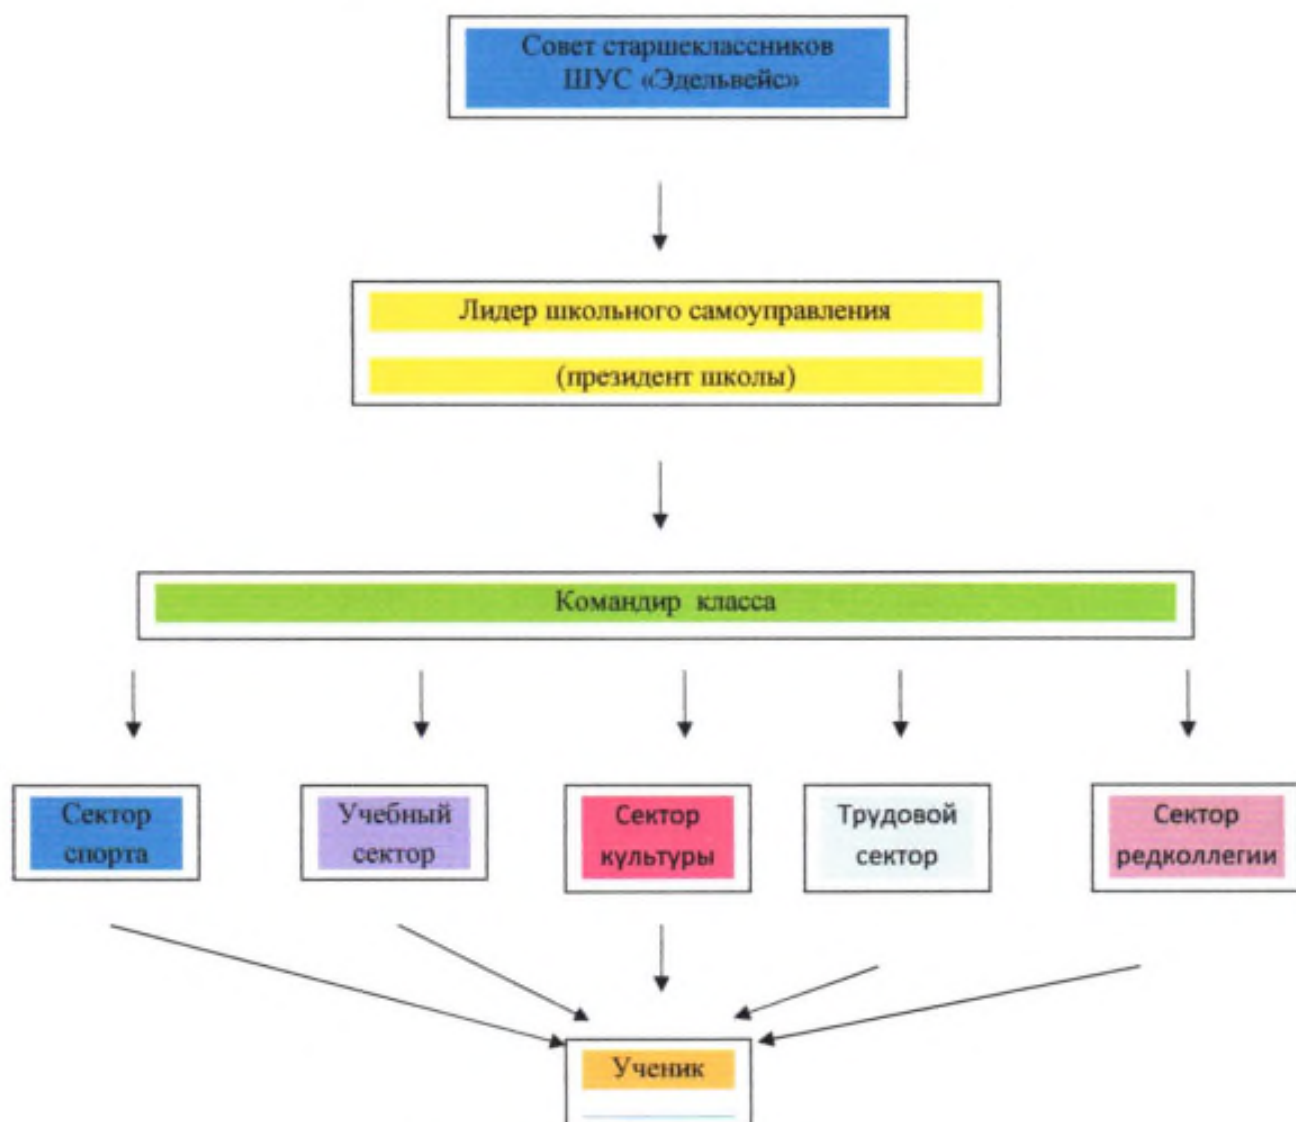 Совет старшеклассников
ШУС «Эдельвейс»
Лидер школьного самоуправления
(президент школы)
Командир класса
Сектор
спорта
Учебный
сектор
Сектор
культуры
Трудовой
сектор
Сектор
редколлегии
Ученик